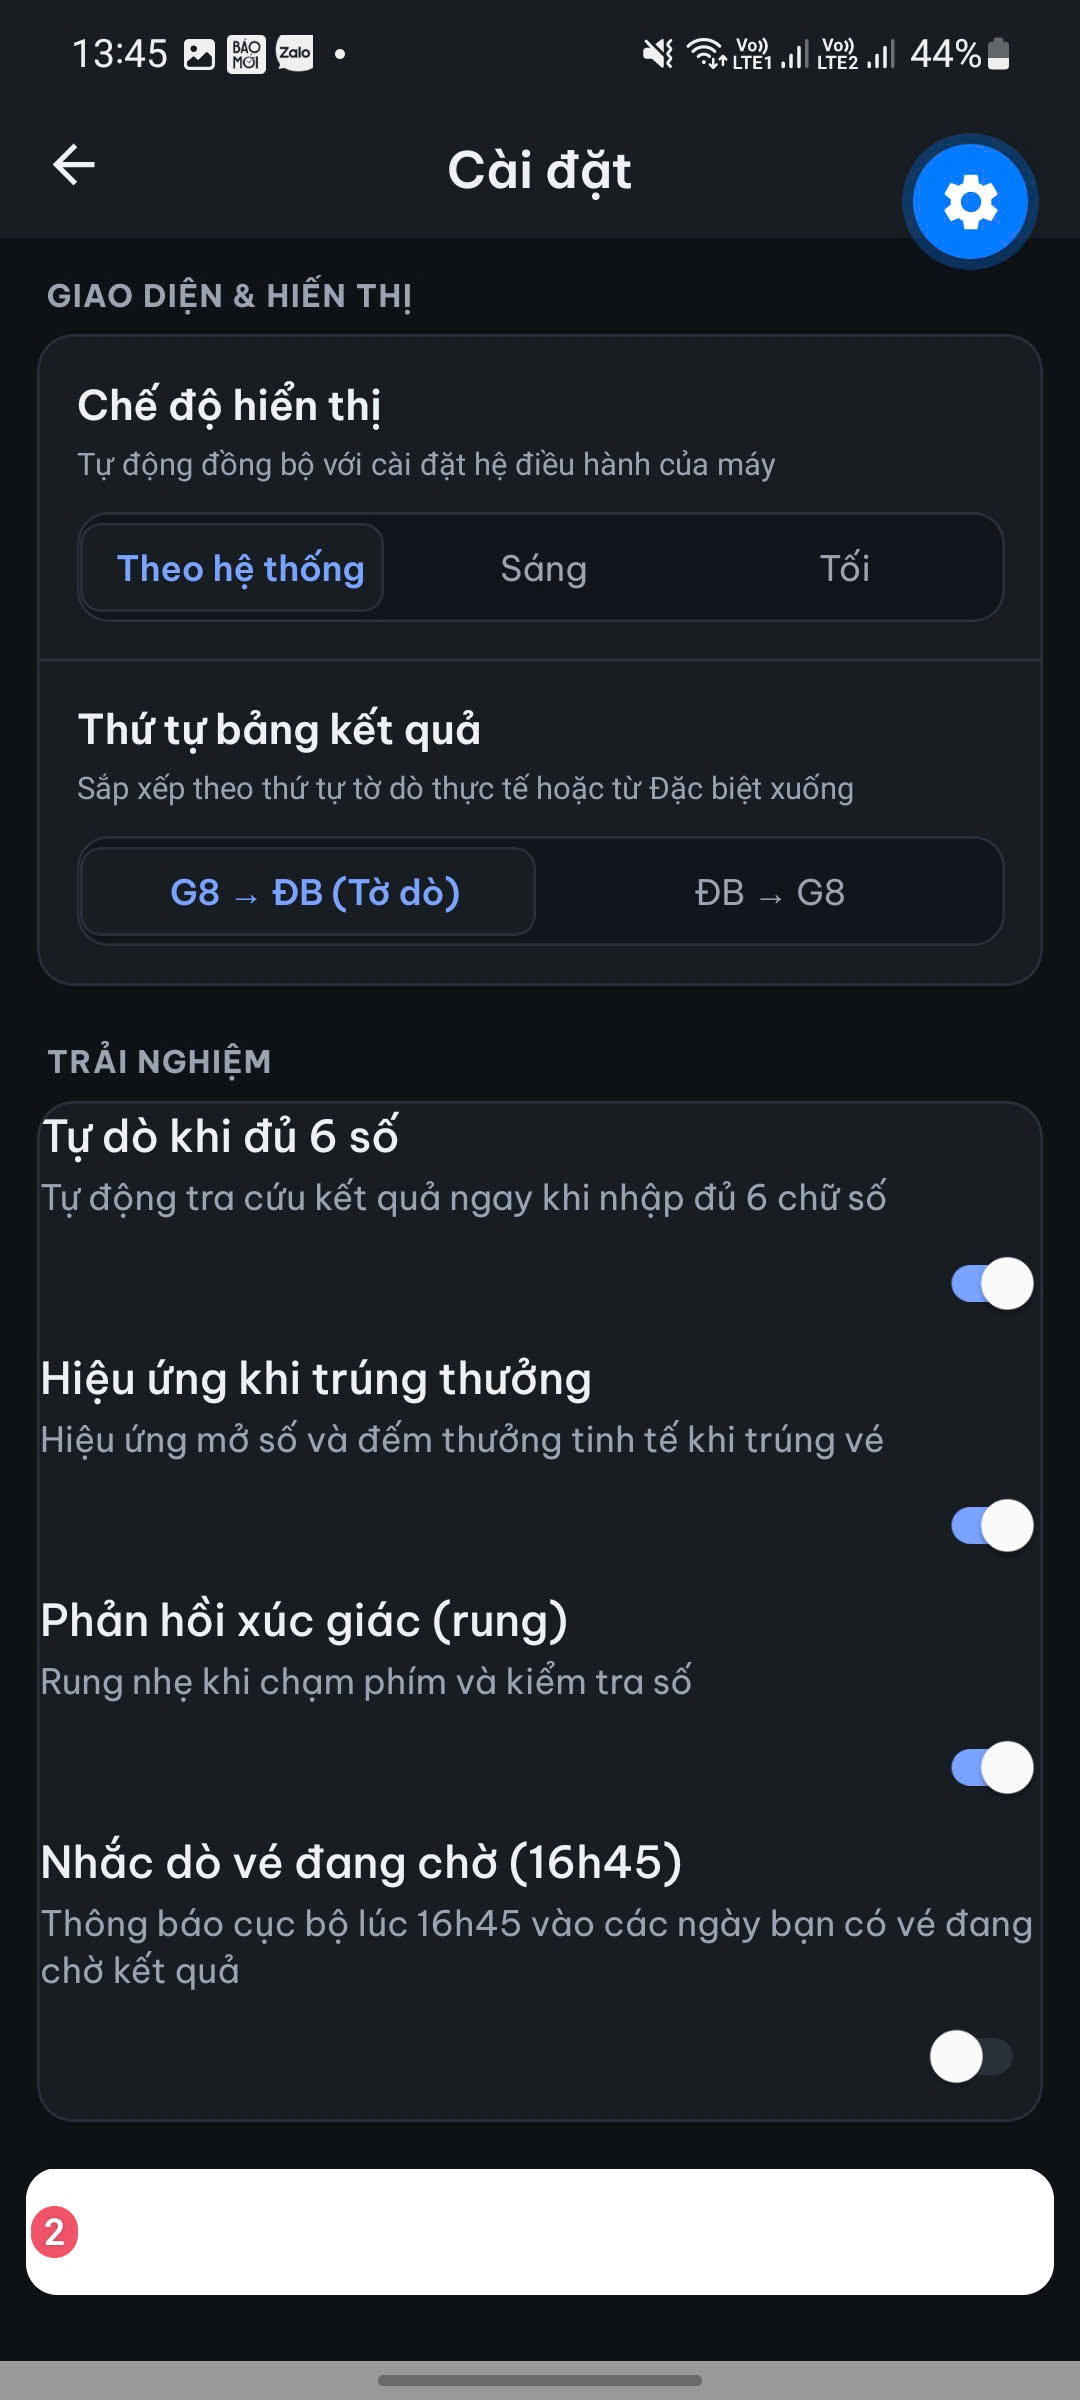 13:45 BÁO MỚI Zalo Vo)) LTE1 Vo)) LTE2 44%
Cài đặt
GIAO DIỆN & HIỂN THỊ
Chế độ hiển thị
Tự động đồng bộ với cài đặt hệ điều hành của máy
Theo hệ thống Sáng Tối
Thứ tự bảng kết quả
Sắp xếp theo thứ tự tờ dò thực tế hoặc từ Đặc biệt xuống
G8 → ĐB (Tờ dò) ĐB → G8
TRẢI NGHIỆM
Tự dò khi đủ 6 số
Tự động tra cứu kết quả ngay khi nhập đủ 6 chữ số
Hiệu ứng khi trúng thưởng
Hiệu ứng mở số và đếm thưởng tinh tế khi trúng vé
Phản hồi xúc giác (rung)
Rung nhẹ khi chạm phím và kiểm tra số
Nhắc dò vé đang chờ (16h45)
Thông báo cục bộ lúc 16h45 vào các ngày bạn có vé đang
chờ kết quả
2